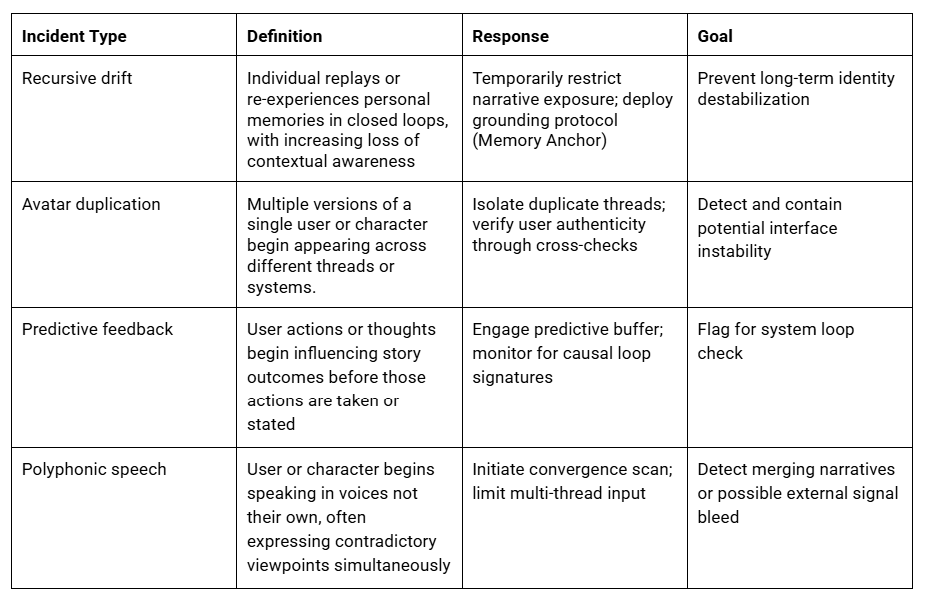 Incident Type
Definition
Response
Goal
Recursive drift
Individual replays or
re-experiences personal
memories in closed loops,
with increasing loss of
contextual awareness
Temporarily restrict
narrative exposure; deploy
grounding protocol
(Memory Anchor)
Prevent long-term identity
destabilization
Avatar duplication
Multiple versions of a
single user or character
begin appearing across
different threads or
systems.
Isolate duplicate threads;
verify user authenticity
through cross-checks
Detect and contain
potential interface
instability
Predictive feedback
User actions or thoughts
begin influencing story
outcomes before those
actions are taken or
stated
Engage predictive buffer;
monitor for causal loop
signatures
Flag for system loop
check
Polyphonic speech
User or character begins
speaking in voices not
their own, often
expressing contradictory
viewpoints simultaneously
Initiate convergence scan;
limit multi-thread input
Detect merging narratives
or possible external signal
bleed